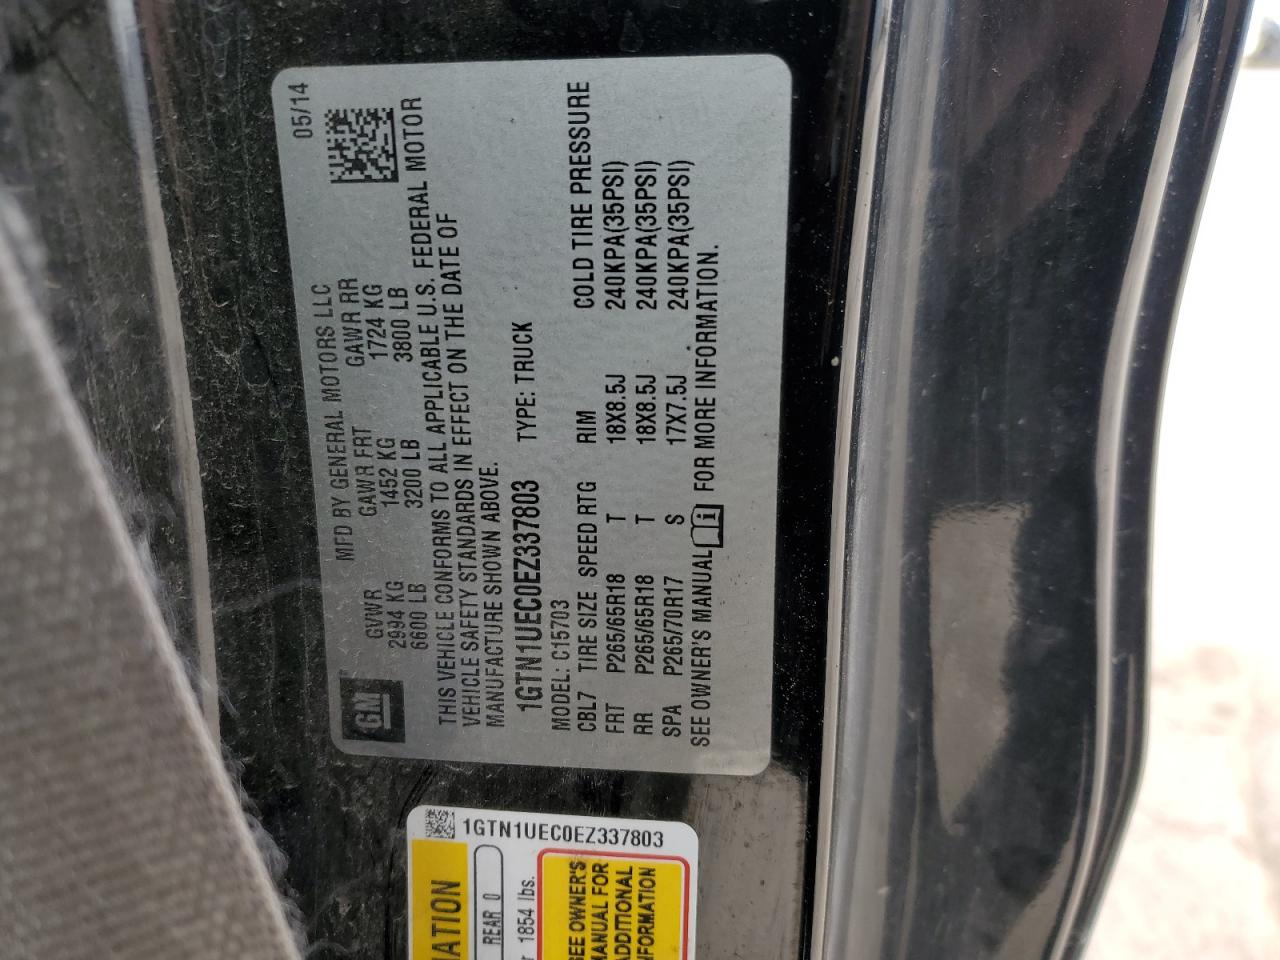 MFD BY GENERAL MOTORS LLC 05/14
GM
GVWR GAWR FRT GAWR RR
2994 KG 1452 KG 1724 KG
6600 LB 3200 LB 3800 LB
THIS VEHICLE CONFORMS TO ALL APPLICABLE U.S. FEDERAL MOTOR
VEHICLE SAFETY STANDARDS IN EFFECT ON THE DATE OF
MANUFACTURE SHOWN ABOVE.
1GTN1UEC0EZ337803 TYPE: TRUCK
MODEL: C15703
CBL7 TIRE SIZE SPEED RTG RIM COLD TIRE PRESSURE
FRT P265/65R18 T 18X8.5J 240KPA(35PSI)
RR P265/65R18 T 18X8.5J 240KPA(35PSI)
SPA P265/70R17 S 17X7.5J 240KPA(35PSI)
SEE OWNER'S MANUAL i FOR MORE INFORMATION.
1GTN1UEC0EZ337803
REAR 0
1854 lbs.
SEE OWNER'S
MANUAL FOR
ADDITIONAL